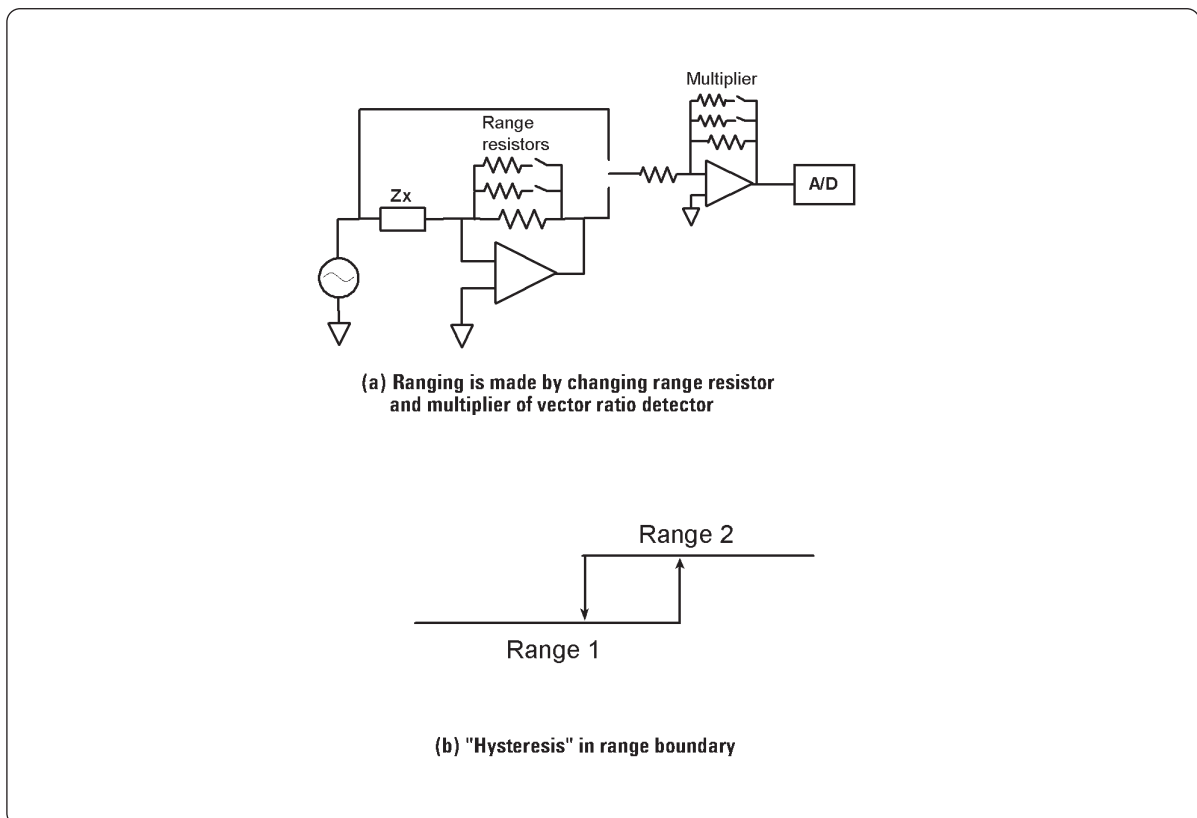 Multiplier
Range
resistors
Zx
A/D
(a) Ranging is made by changing range resistor
and multiplier of vector ratio detector
Range 2
Range 1
(b) "Hysteresis" in range boundary